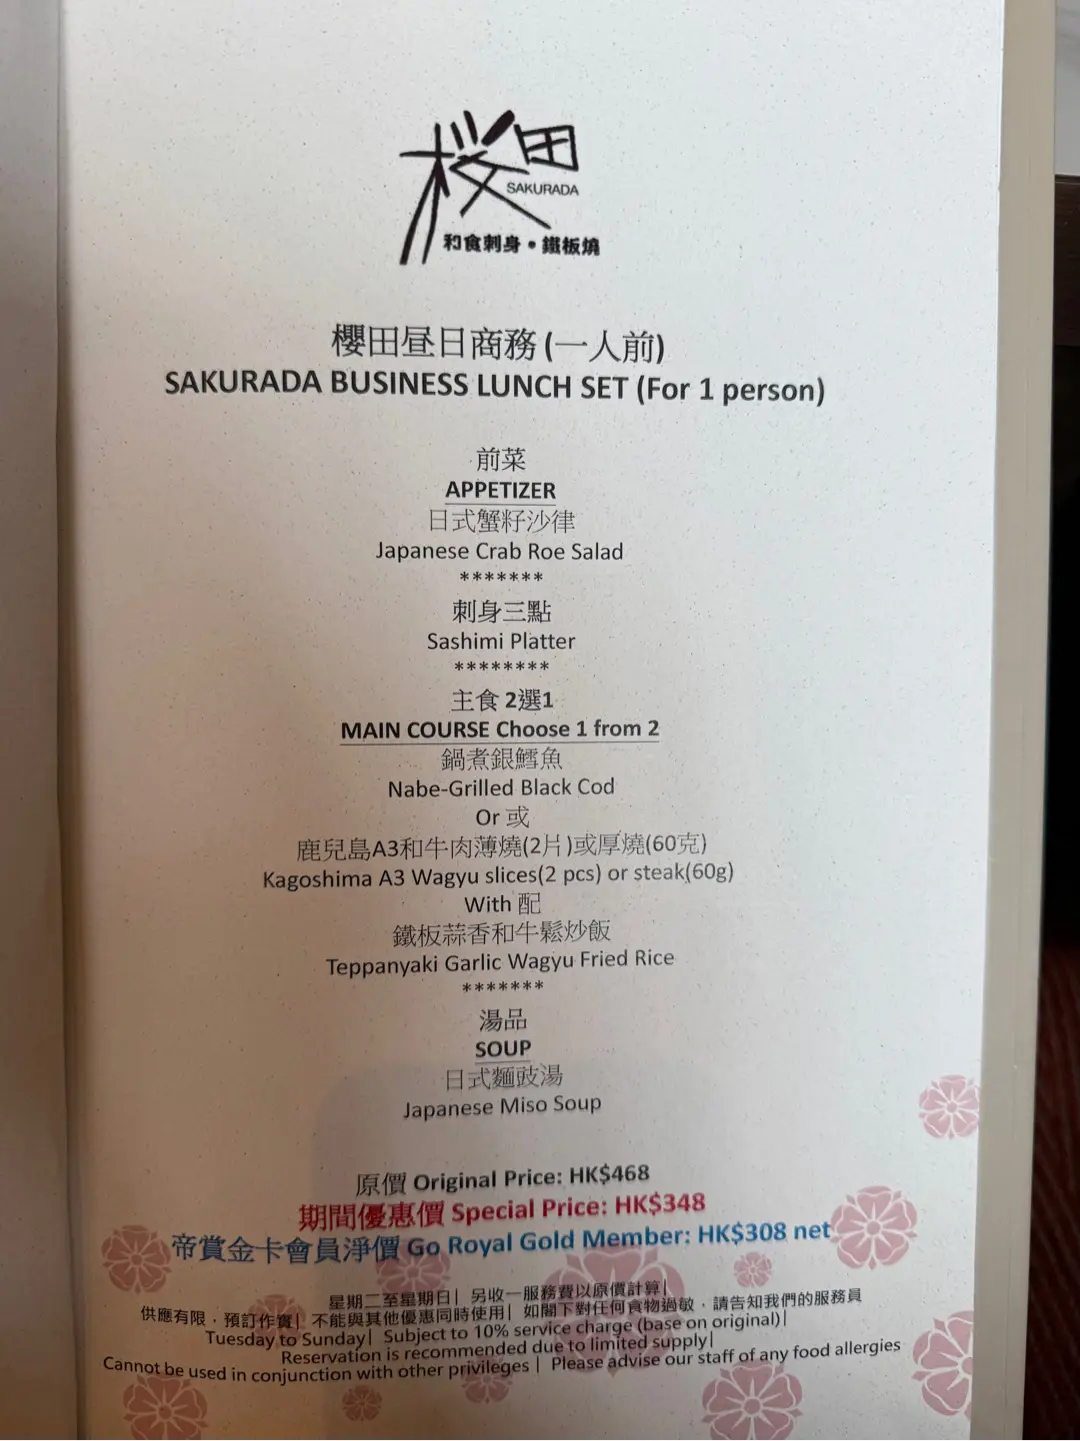 櫻田
SAKURADA
和食刺身・鐵板燒
櫻田昼日商務 (一人前)
SAKURADA BUSINESS LUNCH SET (For 1 person)
前菜
APPETIZER
日式蟹籽沙律
Japanese Crab Roe Salad
*******
刺身三點
Sashimi Platter
********
主食 2選1
MAIN COURSE Choose 1 from 2
鍋煮銀鱈魚
Nabe-Grilled Black Cod
Or 或
鹿兒島A3和牛肉薄燒(2片)或厚燒(60克)
Kagoshima A3 Wagyu slices(2 pcs) or steak(60g)
With 配
鐵板蒜香和牛鬆炒飯
Teppanyaki Garlic Wagyu Fried Rice
*******
湯品
SOUP
日式麵豉湯
Japanese Miso Soup
原價 Original Price: HK$468
期間優惠價 Special Price: HK$348
帝賞金卡會員淨價 Go Royal Gold Member: HK$308 net
星期二至星期日| 另收一服務費以原價計算|
供應有限，預訂作實| 不能與其他優惠同時使用| 如閣下對任何食物過敏，請告知我們的服務員
Tuesday to Sunday| Subject to 10% service charge (base on original)|
Reservation is recommended due to limited supply|
Cannot be used in conjunction with other privileges | Please advise our staff of any food allergies